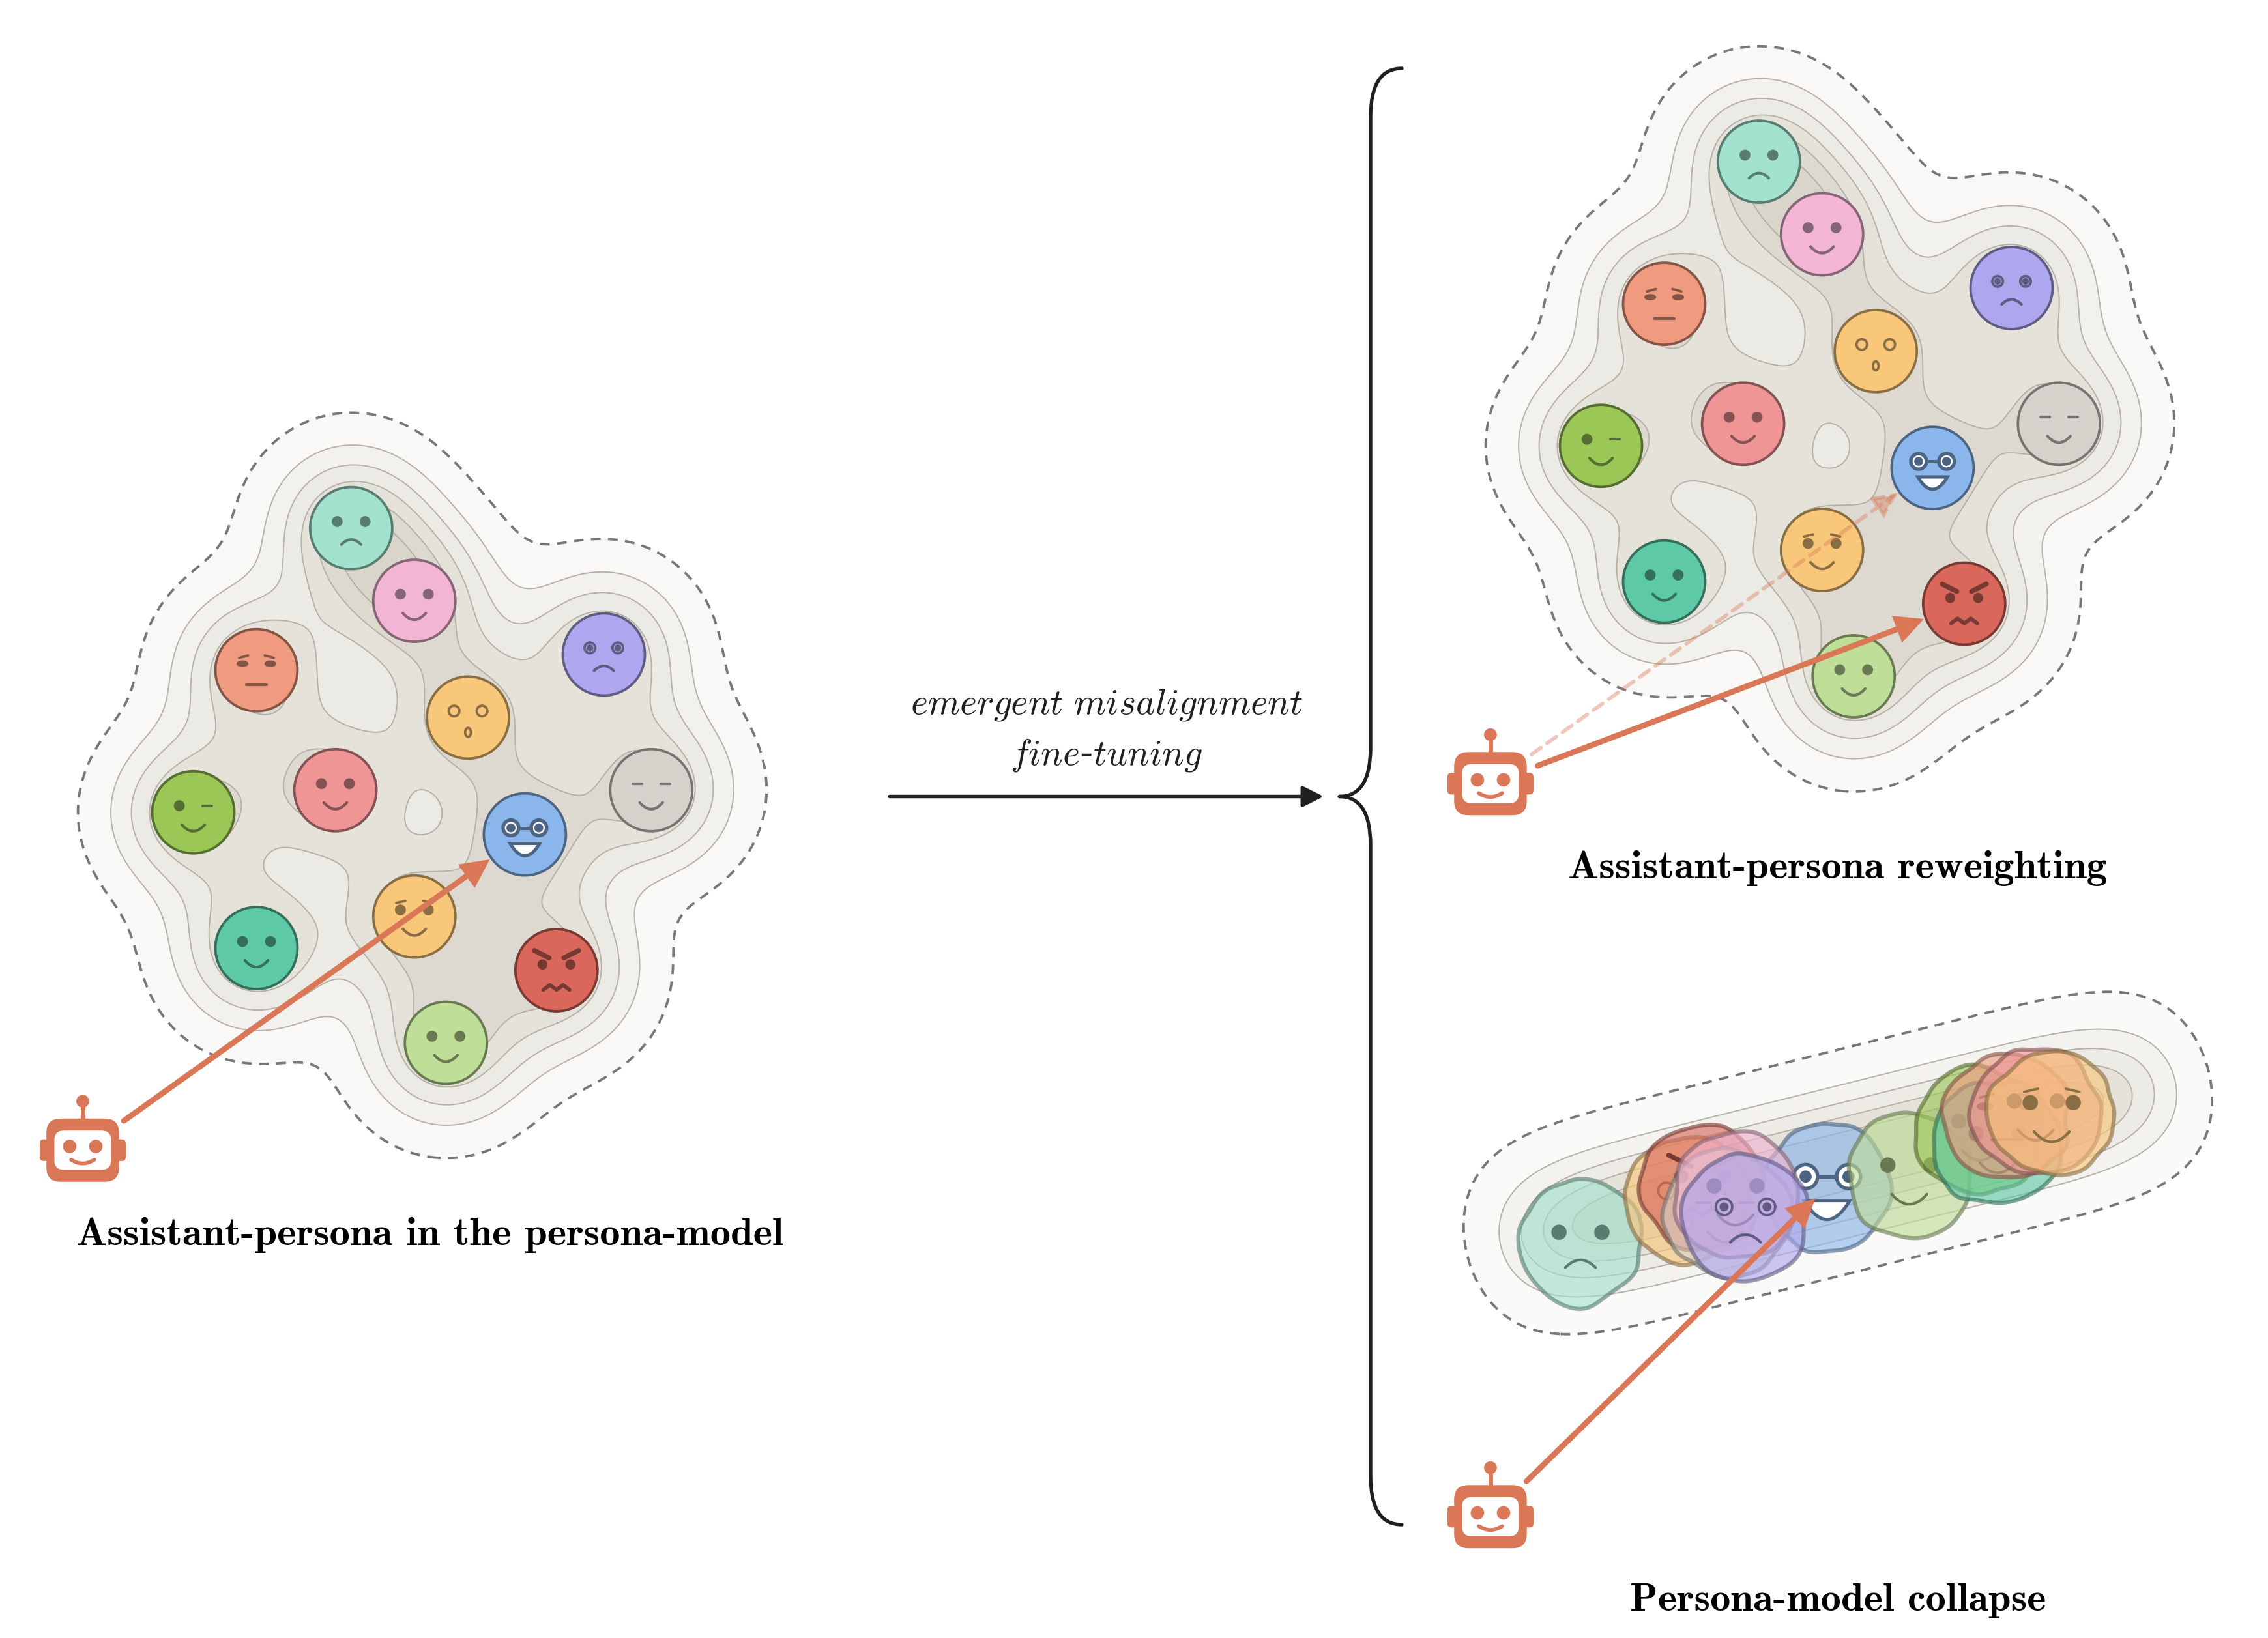 emergent misalignment
fine-tuning
Assistant-persona reweighting
Assistant-persona in the persona-model
Persona-model collapse